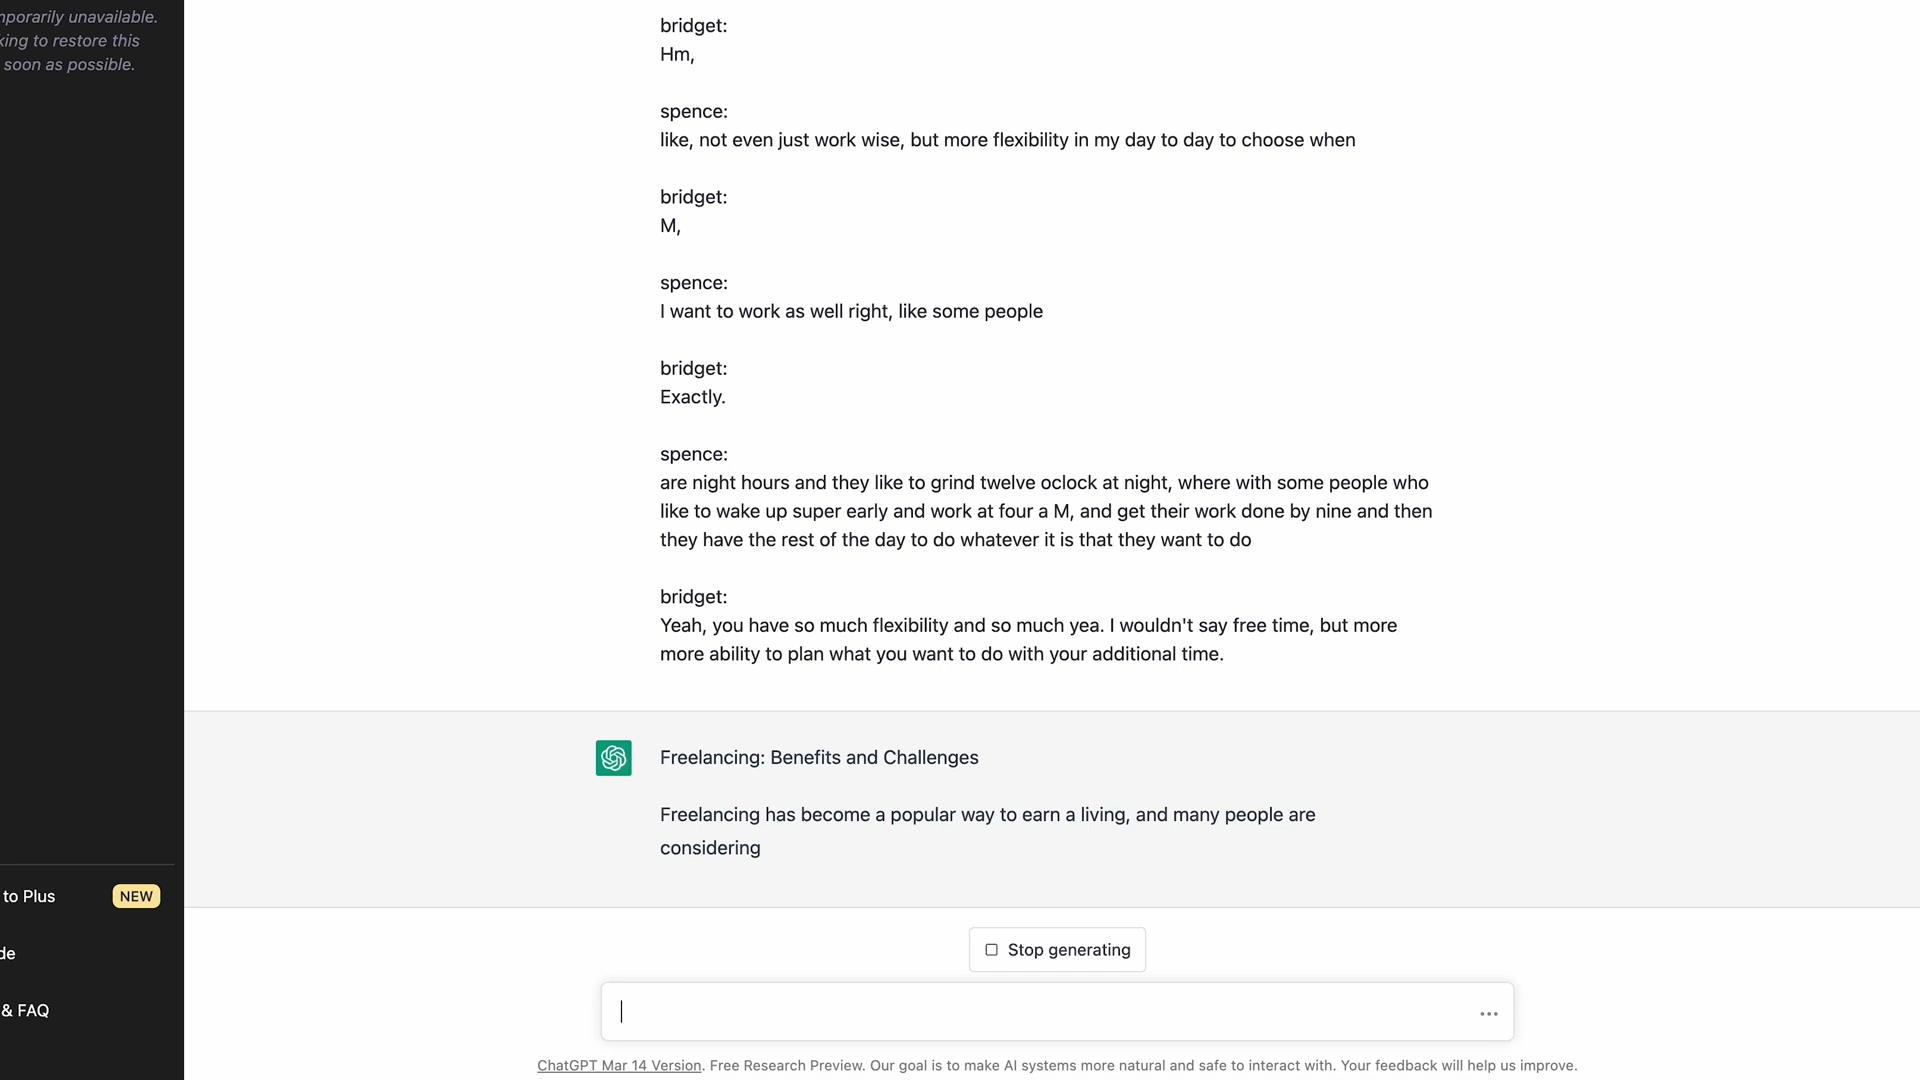 mporarily unavailable.
king to restore this
soon as possible.
bridget:
Hm,
spence:
like, not even just work wise, but more flexibility in my day to day to choose when
bridget:
M,
spence:
I want to work as well right, like some people
bridget:
Exactly.
spence:
are night hours and they like to grind twelve oclock at night, where with some people who
like to wake up super early and work at four a M, and get their work done by nine and then
they have the rest of the day to do whatever it is that they want to do
bridget:
Yeah, you have so much flexibility and so much yea. I wouldn't say free time, but more
more ability to plan what you want to do with your additional time.
Freelancing: Benefits and Challenges
Freelancing has become a popular way to earn a living, and many people are
considering
to Plus NEW
de
& FAQ
Stop generating
ChatGPT Mar 14 Version. Free Research Preview. Our goal is to make AI systems more natural and safe to interact with. Your feedback will help us improve.